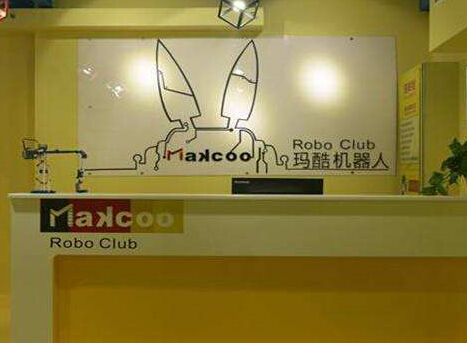 Makcoo
Robo Club
玛酷机器人
Makcoo
Robo Club